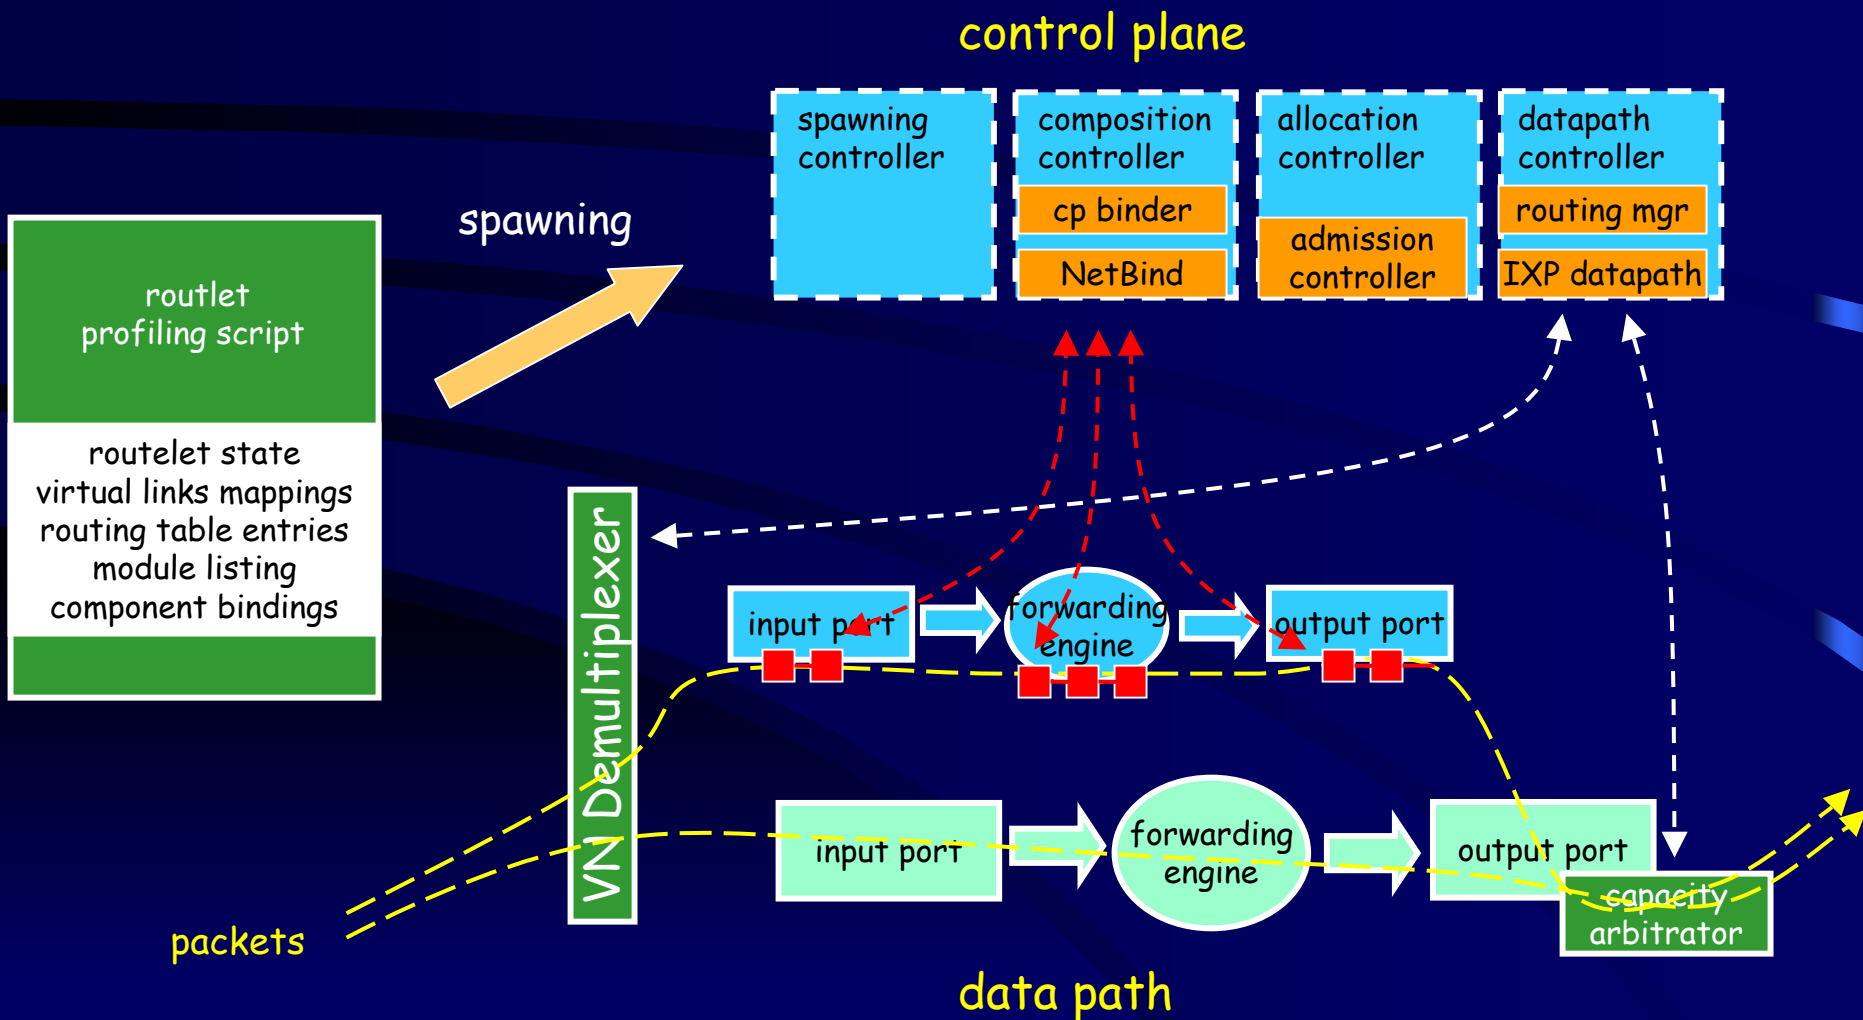 control plane
spawning
controller
composition
controller
cp binder
NetBind
allocation
controller
admission
controller
datapath
controller
routing mgr
IXP datapath
spawning
routlet
profiling script
routelet state
virtual links mappings
routing table entries
module listing
component bindings
VN Demultiplexer
input port
forwarding
engine
output port
input port
forwarding
engine
output port
capacity
arbitrator
packets
data path